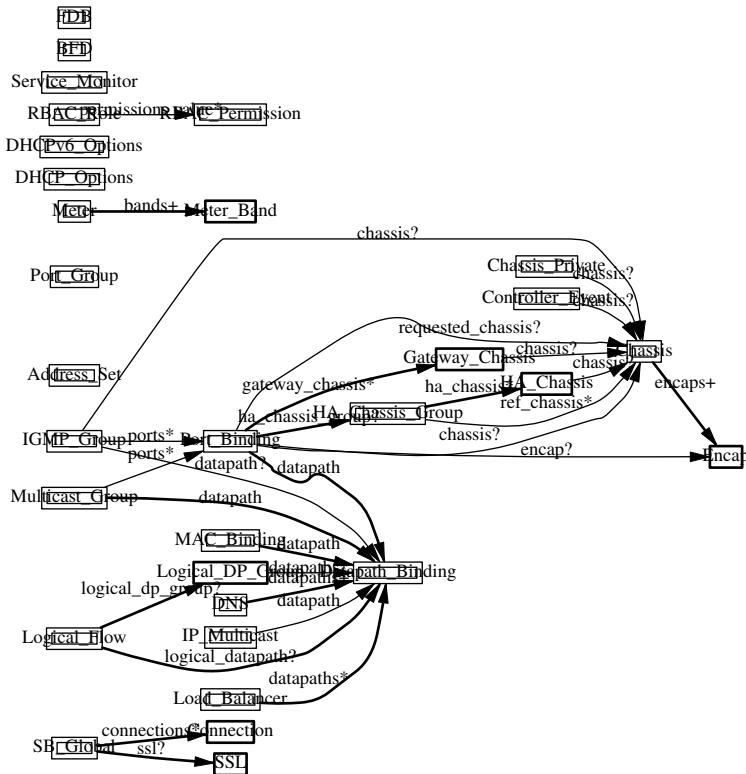 FDB
BFD
Service_Monitor
RBAC_Role
permissions value*
RBAC_Permission
DHCPv6_Options
DHCP_Options
Meter
bands+
Meter_Band
chassis?
Chassis_Private
chassis?
Port_Group
Controller_Event
chassis?
requested_chassis?
Gateway_Chassis
chassis?
Chassis
Address_Set
gateway_chassis*
ha_chassis*
HA_Chassis
chassis?
encaps+
ha_chassis_group?
HA_Chassis_Group
ref_chassis*
IGMP_Group
ports*
Port_Binding
chassis?
ports*
datapath?
datapath
encap?
Encap
Multicast_Group
datapath
MAC_Binding
datapath
Logical_DP_Group
datapaths*
Datapath_Binding
logical_dp_group?
datapaths*
DNS
datapath
Logical_Flow
IP_Multicast
logical_datapath?
datapaths*
Load_Balancer
connections*
Connection
SB_Global
ssl?
SSL